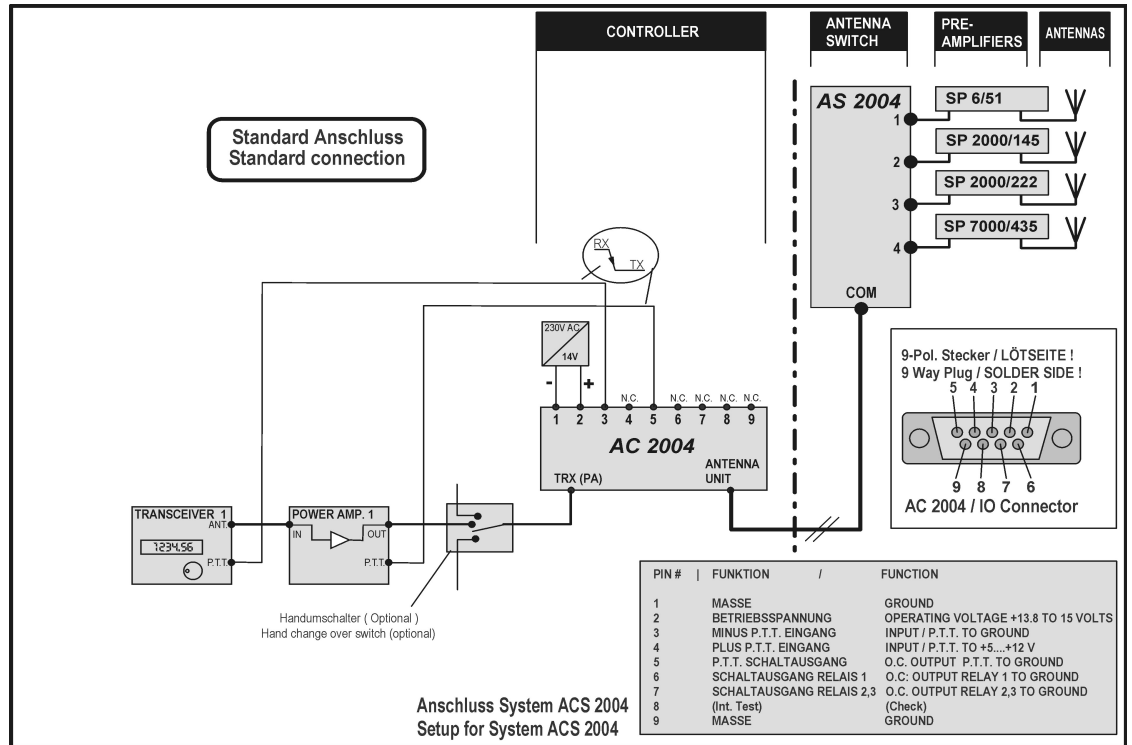 CONTROLLER
ANTENNA
SWITCH
PRE-
AMPLIFIERS
ANTENNAS
Standard Anschluss
Standard connection
AS 2004
1
2
3
4
COM
SP 6/51
SP 2000/145
SP 2000/222
SP 7000/435
RX
TX
230V AC
14V
- +
N.C. N.C. N.C. N.C.
1 2 3 4 5 6 7 8 9
AC 2004
TRX (PA)
ANTENNA
UNIT
9-Pol. Stecker / LÖTSEITE !
9 Way Plug / SOLDER SIDE !
5 4 3 2 1
9 8 7 6
AC 2004 / IO Connector
TRANSCEIVER 1
ANT.
1234.56
P.T.T.
POWER AMP. 1
IN
OUT
P.T.T.
Handumschalter ( Optional )
Hand change over switch (optional)
PIN # | FUNKTION / FUNCTION
1 MASSE GROUND
2 BETRIEBSSPANNUNG OPERATING VOLTAGE +13.8 TO 15 VOLTS
3 MINUS P.T.T. EINGANG INPUT / P.T.T. TO GROUND
4 PLUS P.T.T. EINGANG INPUT / P.T.T. TO +5....+12 V
5 P.T.T. SCHALTAUSGANG O.C. OUTPUT P.T.T. TO GROUND
6 SCHALTAUSGANG RELAIS 1 O.C: OUTPUT RELAY 1 TO GROUND
7 SCHALTAUSGANG RELAIS 2,3 O.C. OUTPUT RELAY 2,3 TO GROUND
8 (Int. Test) (Check)
9 MASSE GROUND
Anschluss System ACS 2004
Setup for System ACS 2004